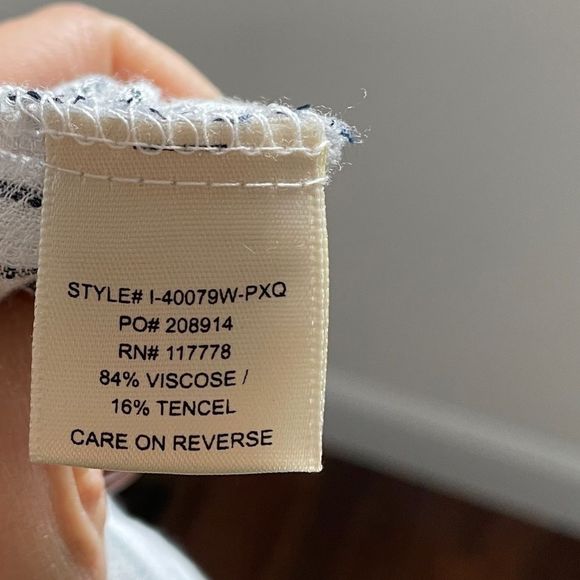 STYLE# I-40079W-PXQ
PO# 208914
RN# 117778
84% VISCOSE /
16% TENCEL
CARE ON REVERSE